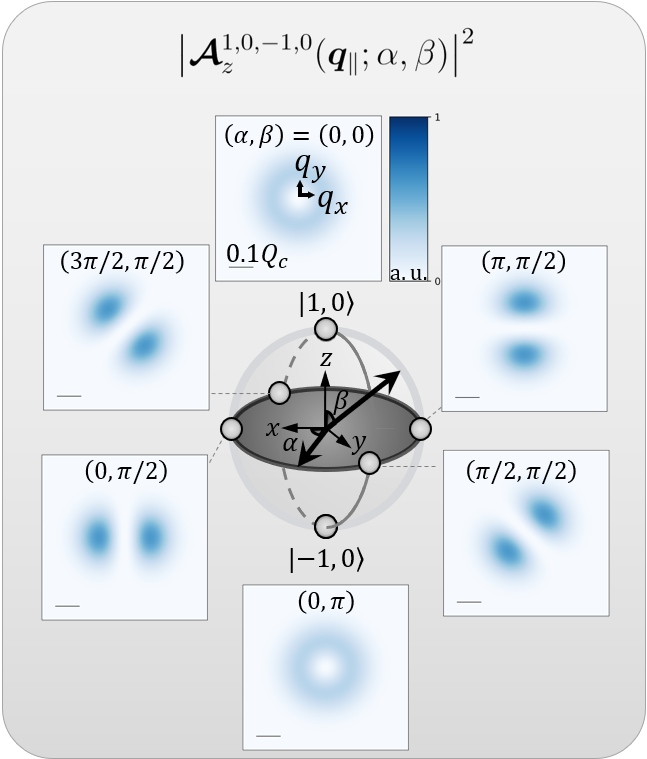 |𝓐_z^{1,0,−1,0}(q_∥; α, β)|²
(α, β) = (0, 0)
1
q_y
q_x
0.1Q_c
a.u.
0
(3π/2, π/2)
(π, π/2)
|1, 0⟩
z
β
x
y
α
(0, π/2)
(π/2, π/2)
|−1, 0⟩
(0, π)